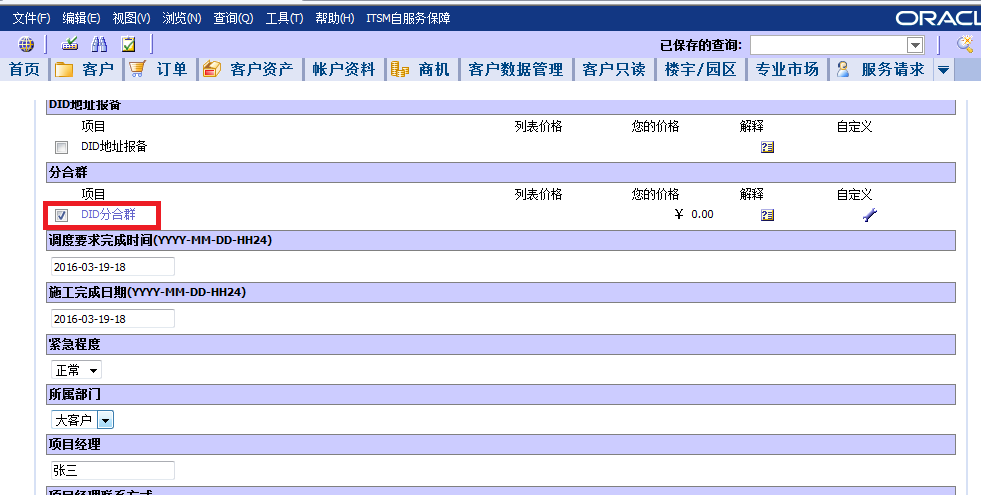 文件(F) 编辑(E) 视图(V) 浏览(N) 查询(Q) 工具(T) 帮助(H) ITSM自服务保障 ORACL
已保存的查询:
首页 客户 订单 客户资产 帐户资料 商机 客户数据管理 客户只读 楼宇/园区 专业市场 服务请求
DID地址报备
项目 列表价格 您的价格 解释 自定义
DID地址报备
分合群
项目 列表价格 您的价格 解释 自定义
DID分合群 ¥ 0.00
调度要求完成时间(YYYY-MM-DD-HH24)
2016-03-19-18
施工完成日期(YYYY-MM-DD-HH24)
2016-03-19-18
紧急程度
正常
所属部门
大客户
项目经理
张三
项目经理联系方式